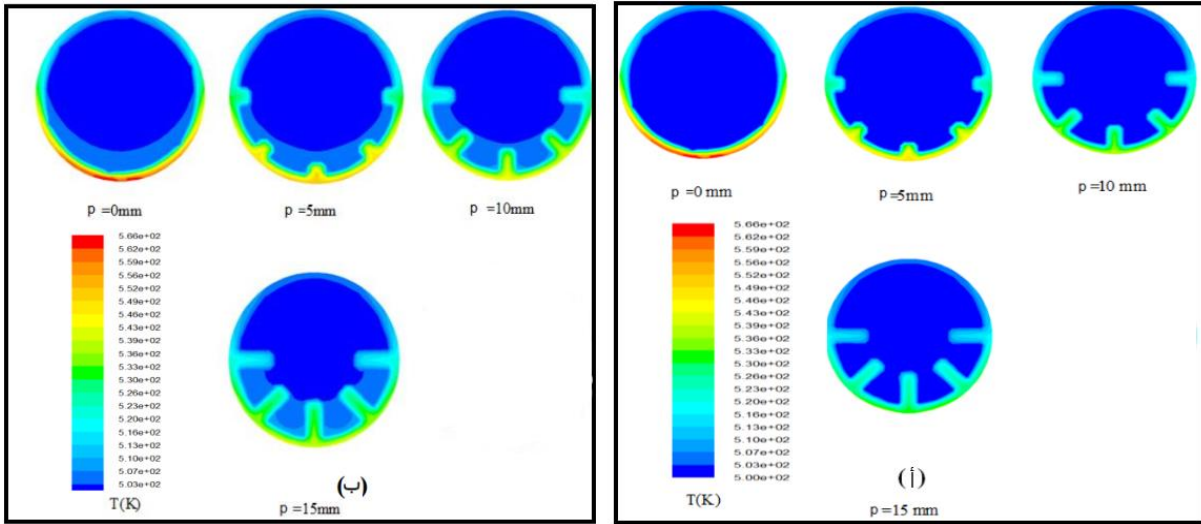 p =0mm
p =5mm
p =10mm
5.66e+02
5.62e+02
5.59e+02
5.56e+02
5.52e+02
5.49e+02
5.46e+02
5.43e+02
5.39e+02
5.36e+02
5.33e+02
5.30e+02
5.26e+02
5.23e+02
5.20e+02
5.16e+02
5.13e+02
5.10e+02
5.07e+02
5.03e+02
T(K)
(ب)
p =15mm
p =0 mm
p =5mm
p =10 mm
5.66e+02
5.62e+02
5.59e+02
5.56e+02
5.52e+02
5.49e+02
5.46e+02
5.43e+02
5.39e+02
5.36e+02
5.33e+02
5.30e+02
5.26e+02
5.23e+02
5.20e+02
5.16e+02
5.13e+02
5.10e+02
5.07e+02
5.03e+02
5.00e+02
T(K)
(أ)
p =15 mm